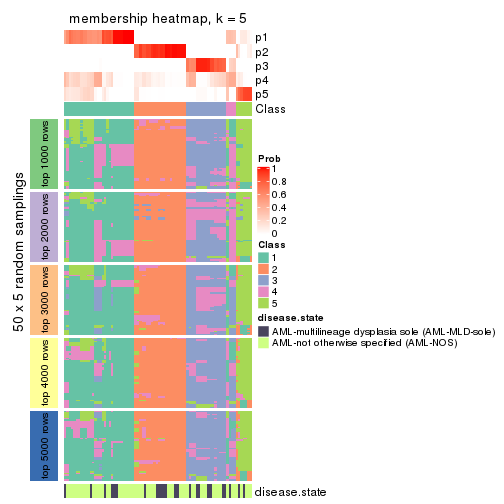 membership heatmap, k = 5
p1
p2
p3
p4
p5
Class
50 x 5 random samplings
top 1000 rows
top 2000 rows
top 3000 rows
top 4000 rows
top 5000 rows
disease.state
Prob
1
0.8
0.6
0.4
0.2
0
Class
1
2
3
4
5
disease.state
AML-multilineage dysplasia sole (AML-MLD-sole)
AML-not otherwise specified (AML-NOS)